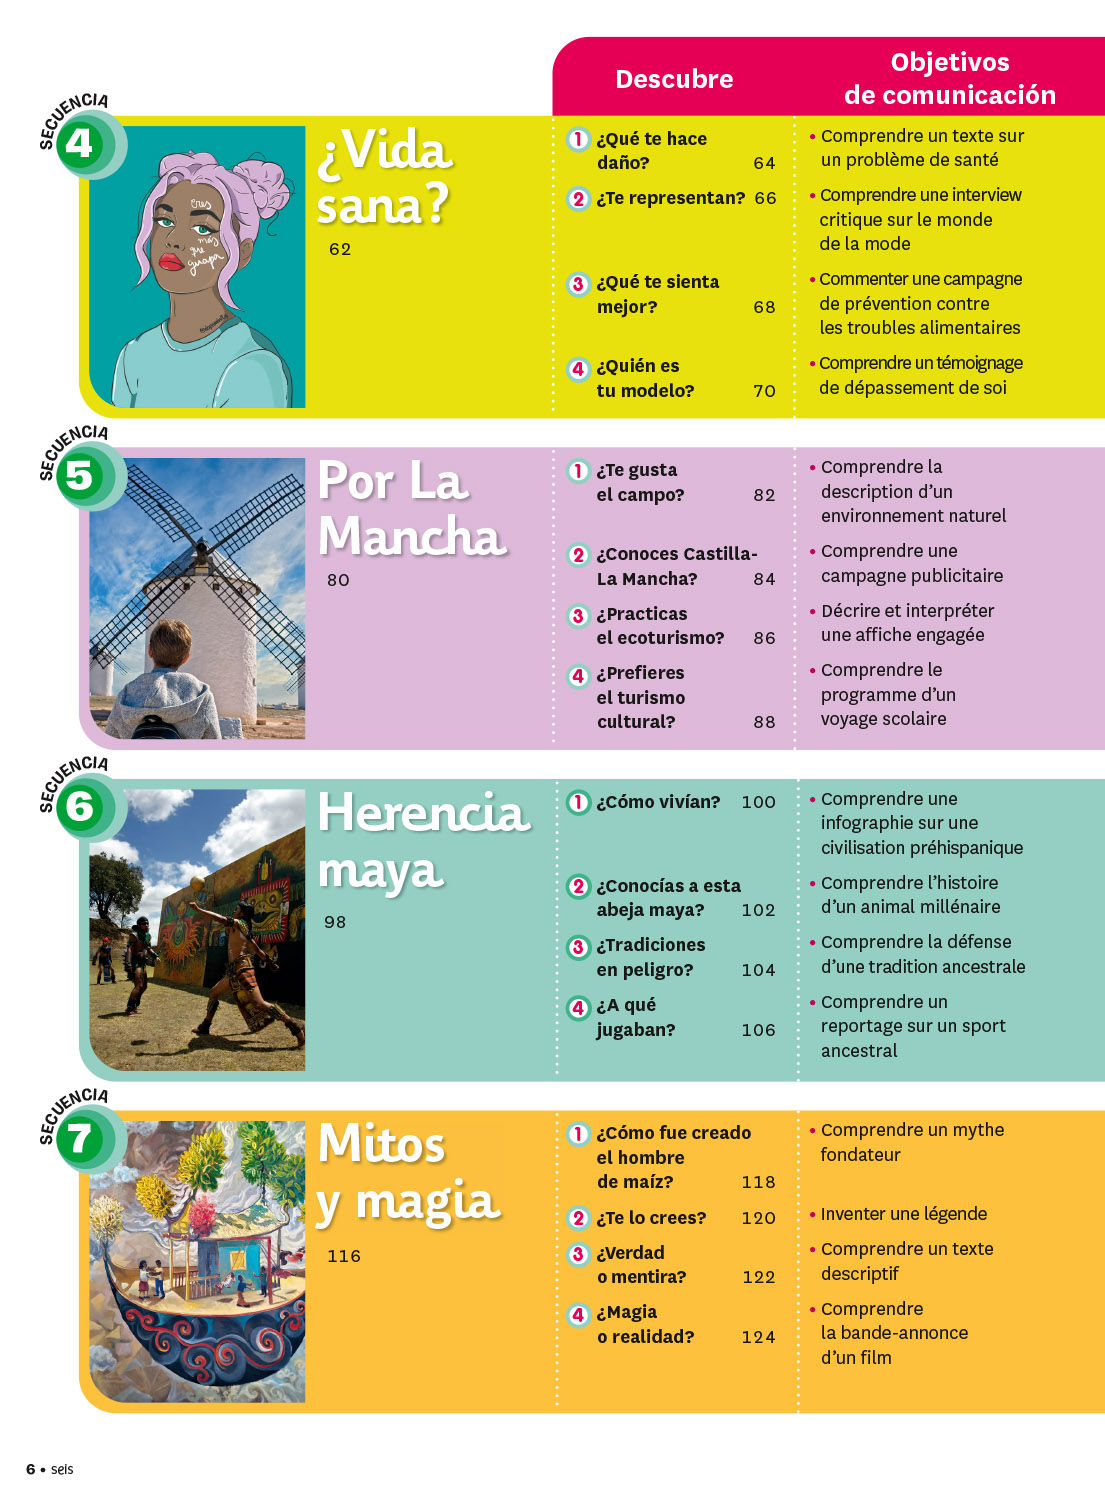 Descubre
Objetivos
de comunicación
SECUENCIA
4
eres
más
que
guapa
¿Vida
sana?
62
1 ¿Qué te hace
daño? 64
• Comprendre un texte sur
un problème de santé
2 ¿Te representan? 66
• Comprendre une interview
critique sur le monde
de la mode
3 ¿Qué te sienta
mejor? 68
• Commenter une campagne
de prévention contre
les troubles alimentaires
4 ¿Quién es
tu modelo? 70
• Comprendre un témoignage
de dépassement de soi
SECUENCIA
5
Por La
Mancha
80
1 ¿Te gusta
el campo? 82
• Comprendre la
description d’un
environnement naturel
2 ¿Conoces Castilla-
La Mancha? 84
• Comprendre une
campagne publicitaire
3 ¿Practicas
el ecoturismo? 86
• Décrire et interpréter
une affiche engagée
4 ¿Prefieres
el turismo
cultural? 88
• Comprendre le
programme d’un
voyage scolaire
SECUENCIA
6
Herencia
maya
98
1 ¿Cómo vivían? 100
• Comprendre une
infographie sur une
civilisation préhispanique
2 ¿Conocías a esta
abeja maya? 102
• Comprendre l’histoire
d’un animal millénaire
3 ¿Tradiciones
en peligro? 104
• Comprendre la défense
d’une tradition ancestrale
4 ¿A qué
jugaban? 106
• Comprendre un
reportage sur un sport
ancestral
SECUENCIA
7
Mitos
y magia
116
1 ¿Cómo fue creado
el hombre
de maíz? 118
• Comprendre un mythe
fondateur
2 ¿Te lo crees? 120
• Inventer une légende
3 ¿Verdad
o mentira? 122
• Comprendre un texte
descriptif
4 ¿Magia
o realidad? 124
• Comprendre
la bande-annonce
d’un film
6 • seis